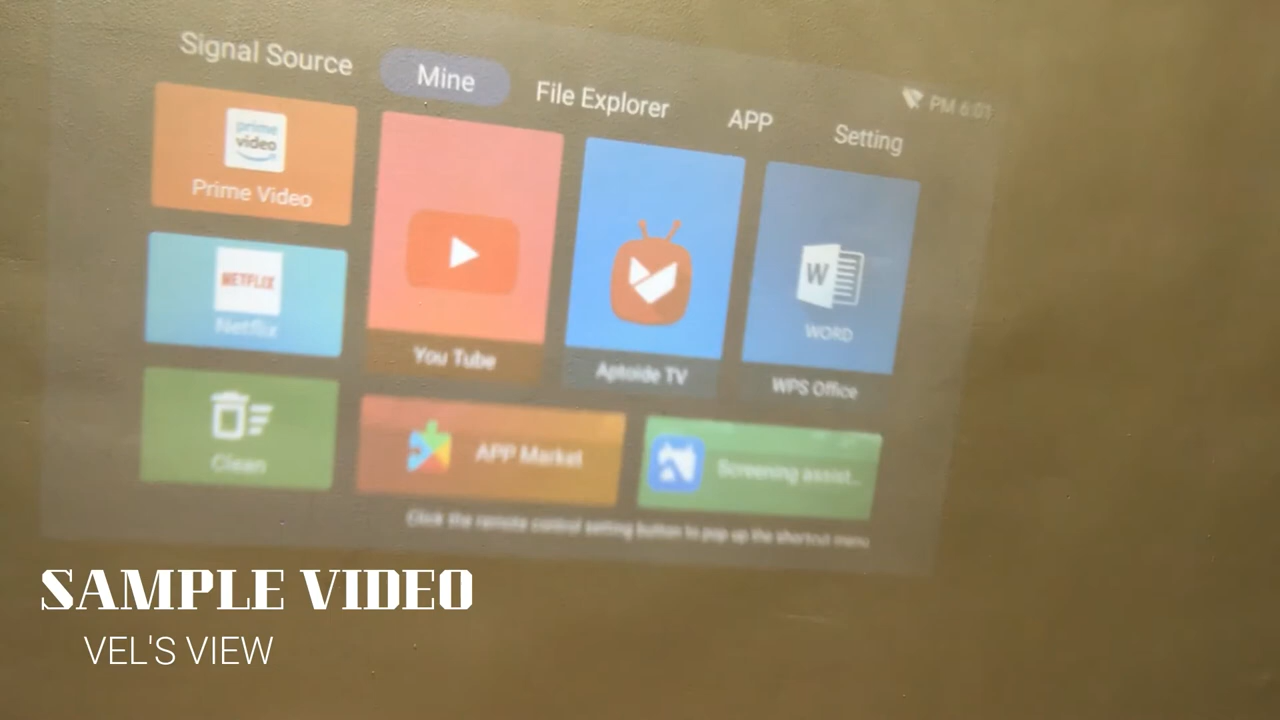 Signal Source
Mine
File Explorer
APP
Setting
PM 6:01
prime video
Prime Video
NETFLIX
Netflix
Clean
You Tube
Aptoide TV
W
WORD
WPS Office
APP Market
Screening assist...
Click the remote control setting button to pop up the shortcut menu
SAMPLE VIDEO
VEL'S VIEW